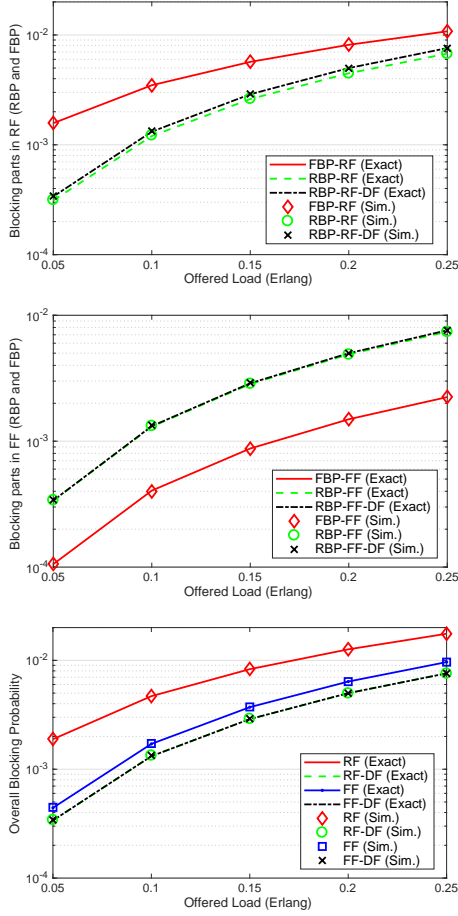 Blocking parts in RF (RBP and FBP)
10^-2
10^-3
10^-4
FBP-RF (Exact)
RBP-RF (Exact)
RBP-RF-DF (Exact)
FBP-RF (Sim.)
RBP-RF (Sim.)
RBP-RF-DF (Sim.)
0.05 0.1 0.15 0.2 0.25
Offered Load (Erlang)
Blocking parts in FF (RBP and FBP)
10^-2
10^-3
10^-4
FBP-FF (Exact)
RBP-FF (Exact)
RBP-FF-DF (Exact)
FBP-FF (Sim.)
RBP-FF (Sim.)
RBP-FF-DF (Sim.)
0.05 0.1 0.15 0.2 0.25
Offered Load (Erlang)
Overall Blocking Probability
10^-2
10^-3
10^-4
RF (Exact)
RF-DF (Exact)
FF (Exact)
FF-DF (Exact)
RF (Sim.)
RF-DF (Sim.)
FF (Sim.)
FF-DF (Sim.)
0.05 0.1 0.15 0.2 0.25
Offered Load (Erlang)